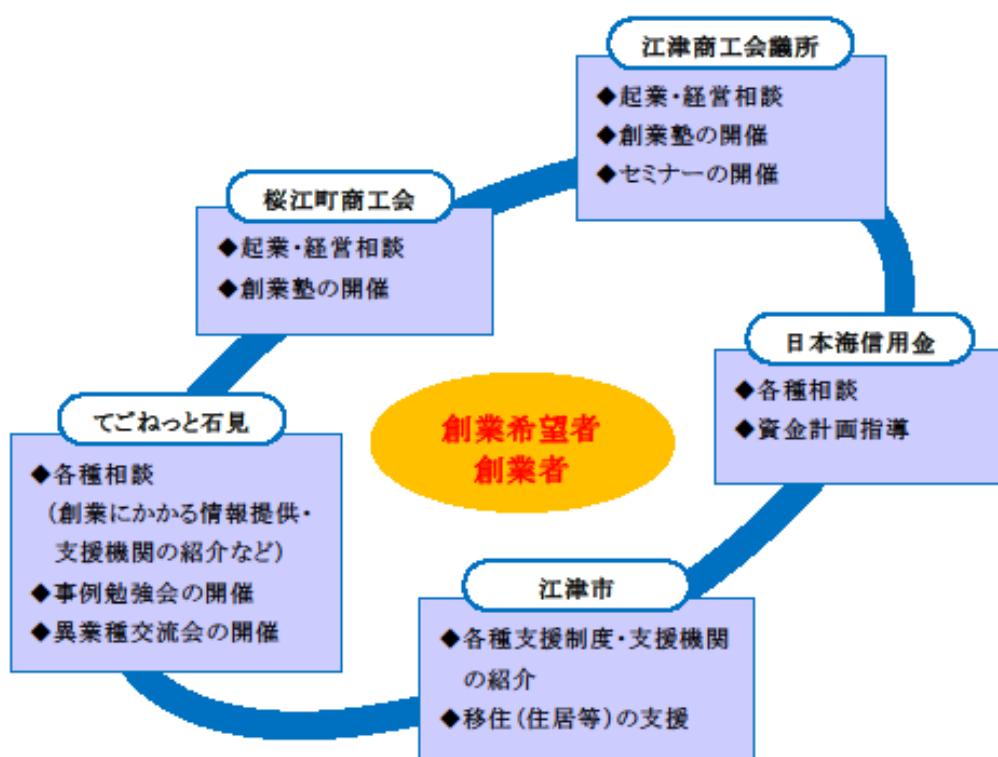 江津商工会議所
◆起業・経営相談
◆創業塾の開催
◆セミナーの開催
桜江町商工会
◆起業・経営相談
◆創業塾の開催
日本海信用金
◆各種相談
◆資金計画指導
てごねっと石見
◆各種相談
(創業にかかる情報提供・
支援機関の紹介など)
◆事例勉強会の開催
◆異業種交流会の開催
創業希望者
創業者
江津市
◆各種支援制度・支援機関
の紹介
◆移住(住居等)の支援